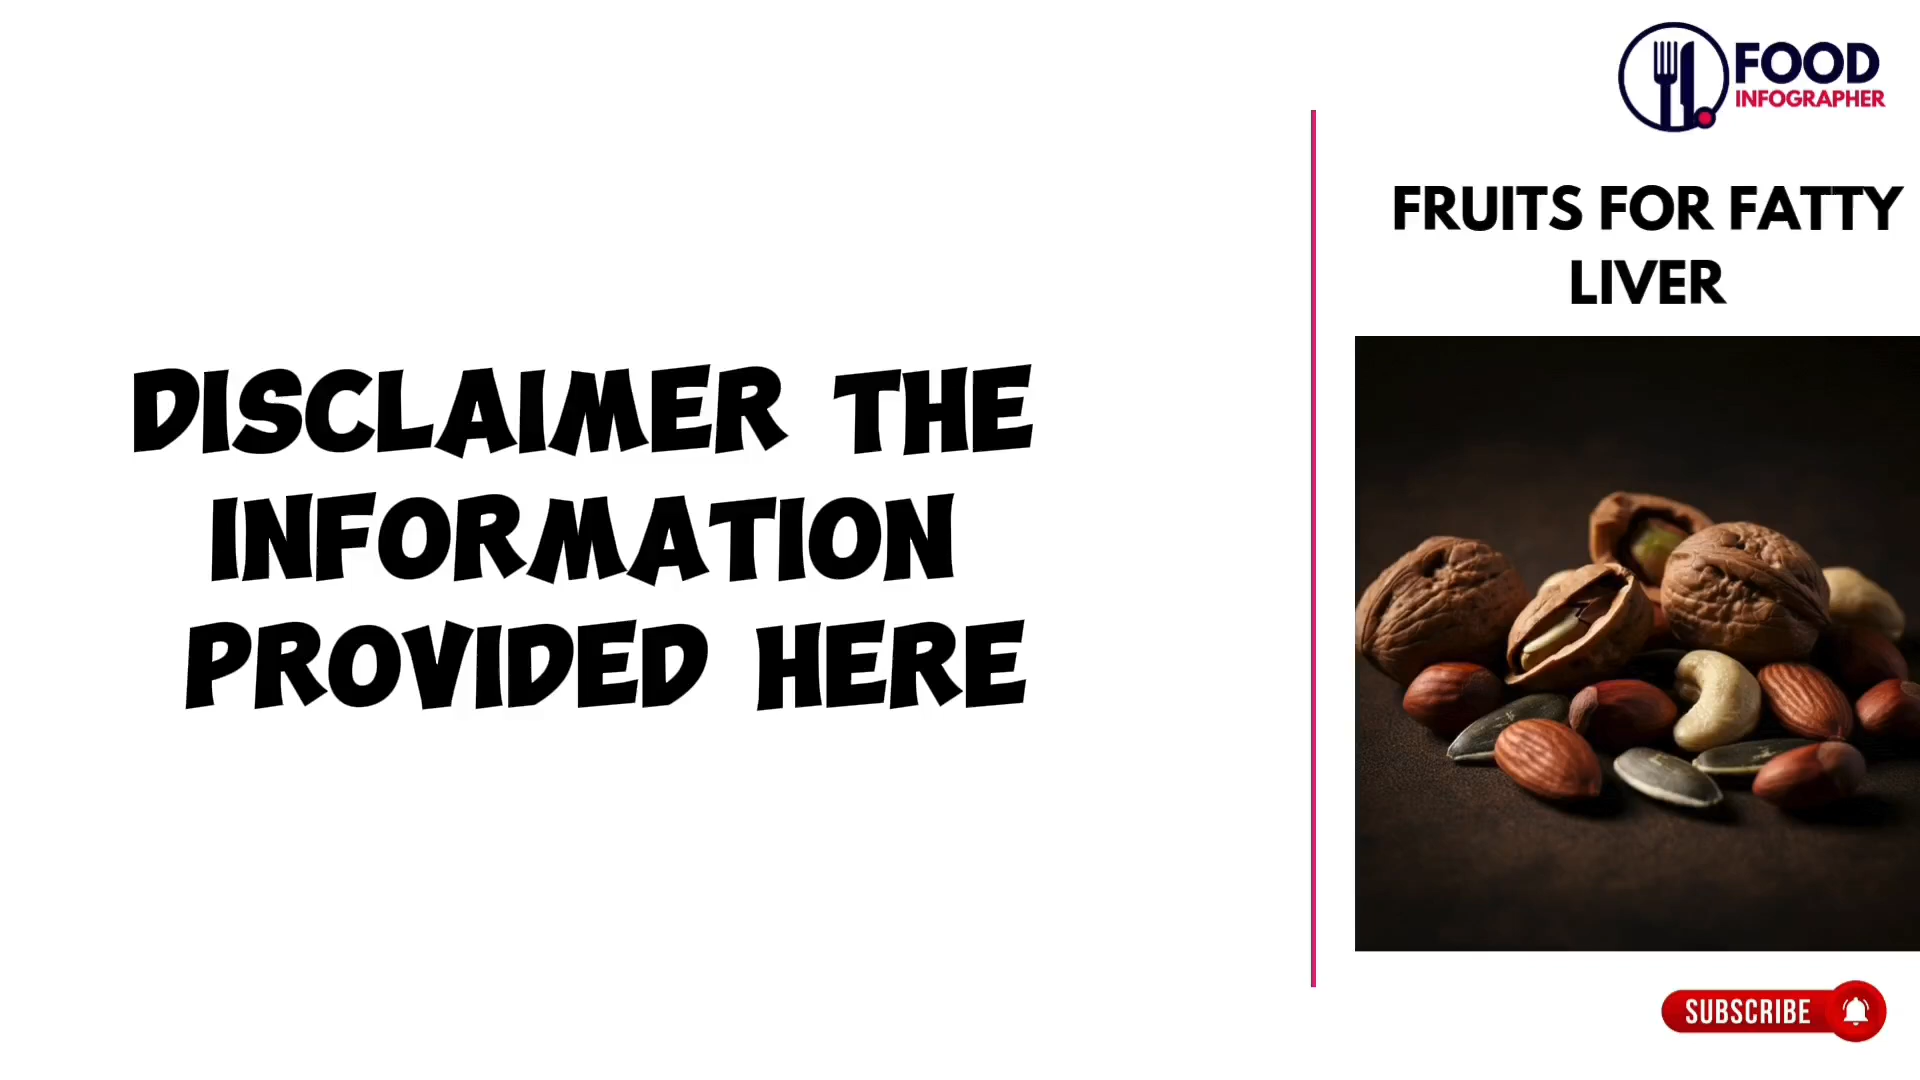 FOOD
INFOGRAPHER
FRUITS FOR FATTY
LIVER
DISCLAIMER THE
INFORMATION
PROVIDED HERE
SUBSCRIBE